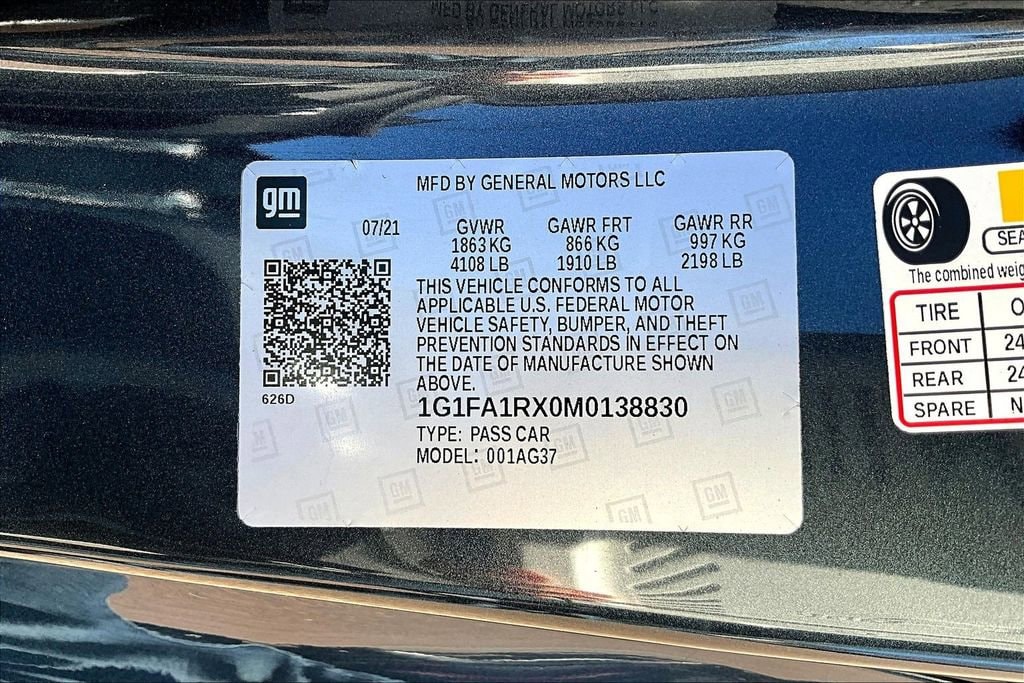 gm
MFD BY GENERAL MOTORS LLC
07/21
GVWR GAWR FRT GAWR RR
1863 KG 866 KG 997 KG
4108 LB 1910 LB 2198 LB
THIS VEHICLE CONFORMS TO ALL
APPLICABLE U.S. FEDERAL MOTOR
VEHICLE SAFETY, BUMPER, AND THEFT
PREVENTION STANDARDS IN EFFECT ON
THE DATE OF MANUFACTURE SHOWN
ABOVE.
626D
1G1FA1RX0M0138830
TYPE: PASS CAR
MODEL: 001AG37
The combined
TIRE
FRONT 24
REAR 24
SPARE